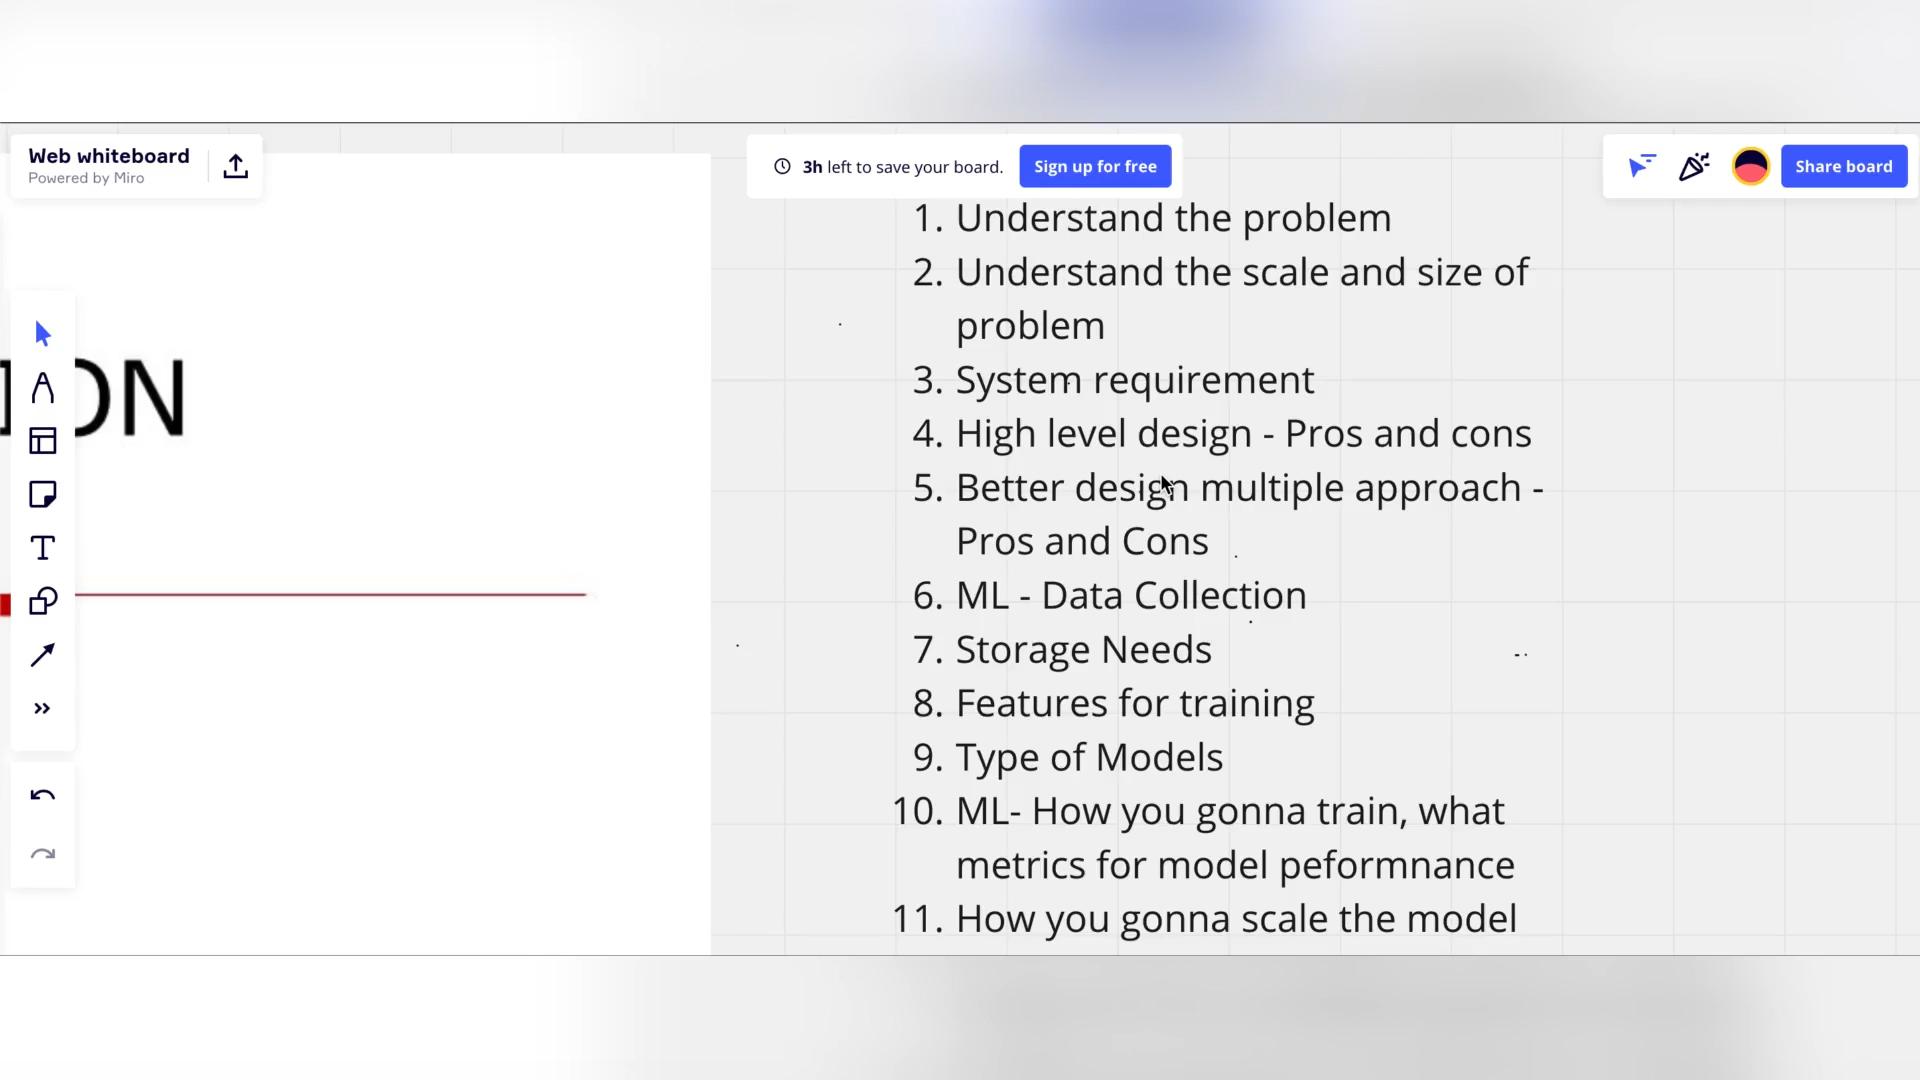 Web whiteboard
Powered by Miro
3h left to save your board.
Sign up for free
Share board
ION
1. Understand the problem
2. Understand the scale and size of
problem
3. System requirement
4. High level design - Pros and cons
5. Better design multiple approach -
Pros and Cons
6. ML - Data Collection
7. Storage Needs
8. Features for training
9. Type of Models
10. ML- How you gonna train, what
metrics for model peformnance
11. How you gonna scale the model